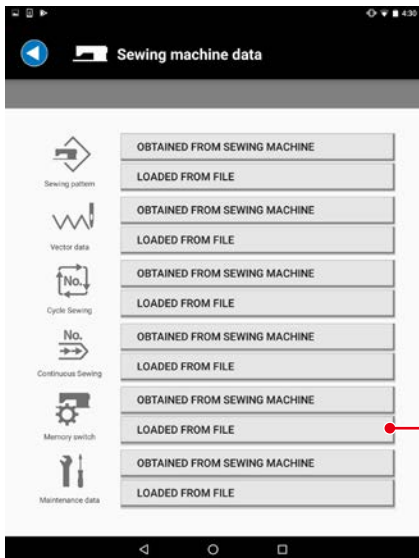 4:30
Sewing machine data
OBTAINED FROM SEWING MACHINE
LOADED FROM FILE
Sewing pattern
OBTAINED FROM SEWING MACHINE
LOADED FROM FILE
Vector data
OBTAINED FROM SEWING MACHINE
No.
LOADED FROM FILE
Cycle Sewing
No.
OBTAINED FROM SEWING MACHINE
LOADED FROM FILE
Continuous Sewing
OBTAINED FROM SEWING MACHINE
LOADED FROM FILE
Memory switch
OBTAINED FROM SEWING MACHINE
LOADED FROM FILE
Maintenance data